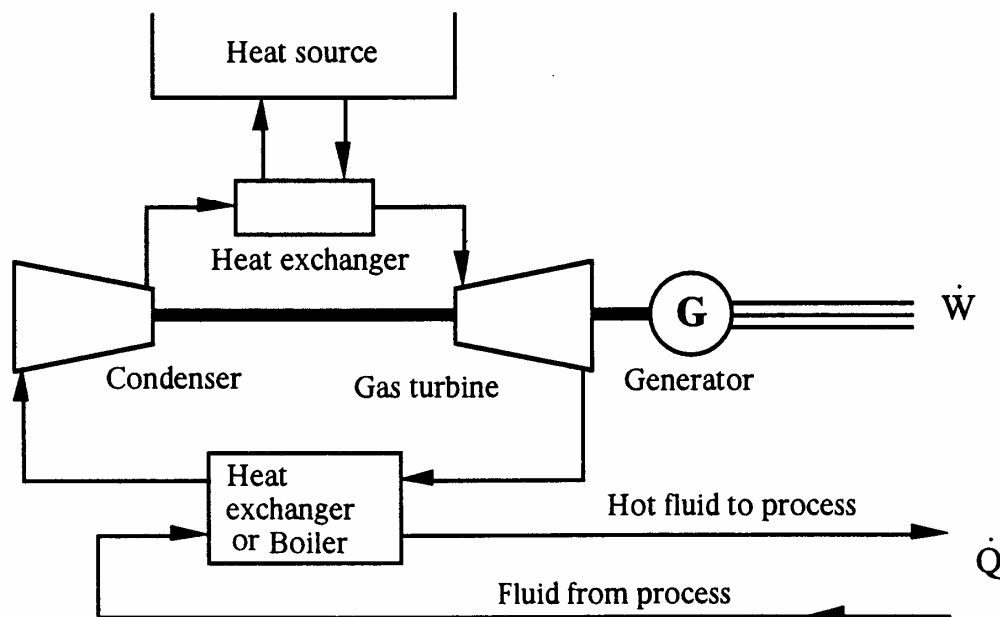 Heat source
Heat exchanger
Condenser
Gas turbine
G
Generator
Ẇ
Heat
exchanger
or Boiler
Hot fluid to process
Q̇
Fluid from process